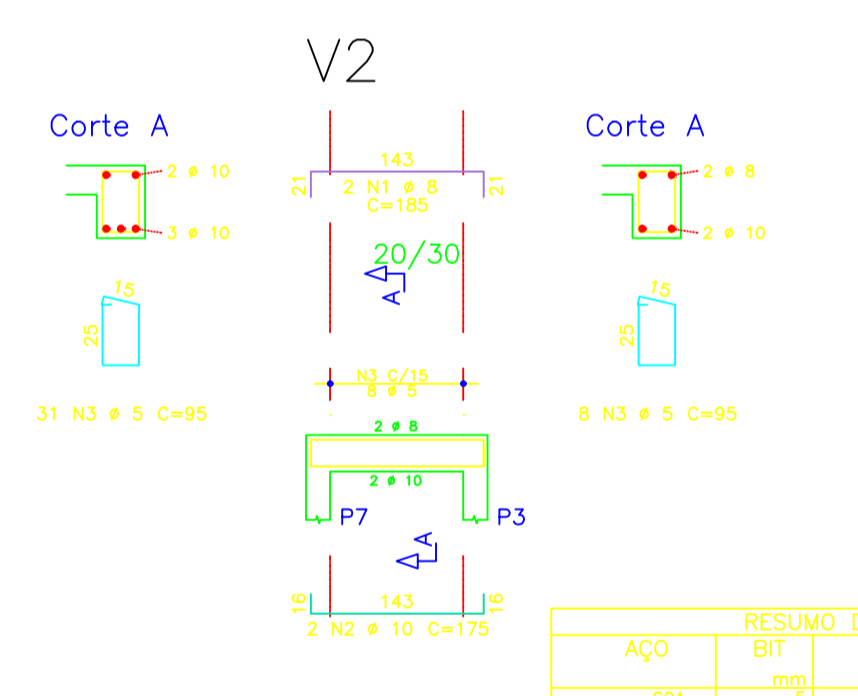 V2
Corte A
2 ø 10
3 ø 10
15
25
31 N3 ø 5 C=95
143
21
21
2 N1 ø 8
C=185
20/30
A
N3 C/15
8 ø 5
2 ø 8
2 ø 10
P7
P3
A
16
143
16
2 N2 ø 10 C=175
Corte A
2 ø 8
2 ø 10
15
25
8 N3 ø 5 C=95
RESUMO
AÇO
BIT
mm